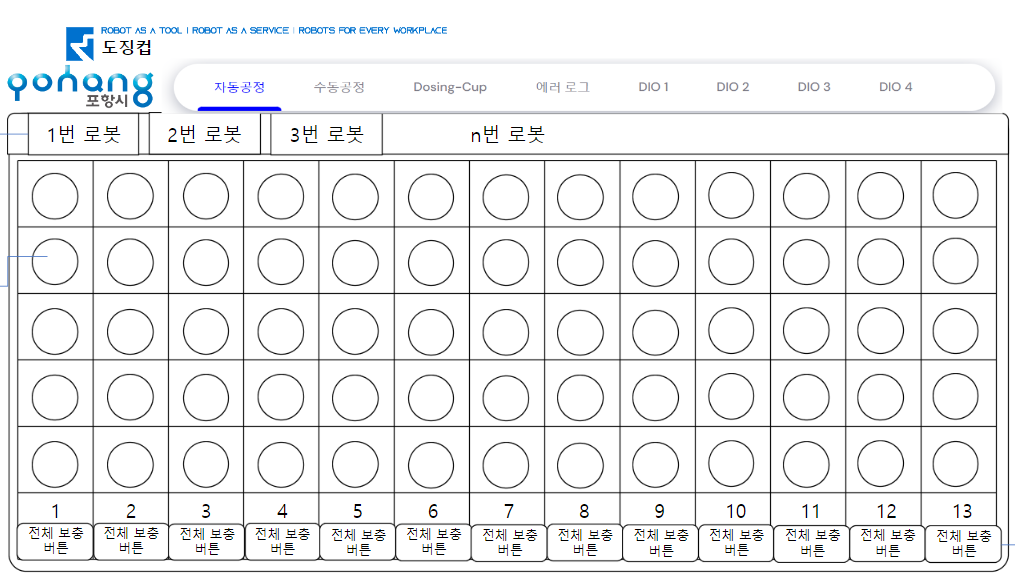 ROBOT AS A TOOL | ROBOT AS A SERVICE | ROBOTS FOR EVERY WORKPLACE
도징컵
pohang
포항시
자동공정 수동공정 Dosing-Cup 에러 로그 DIO 1 DIO 2 DIO 3 DIO 4
1번 로봇 2번 로봇 3번 로봇 n번 로봇
1 2 3 4 5 6 7 8 9 10 11 12 13
전체 보충 전체 보충 전체 보충 전체 보충 전체 보충 전체 보충 전체 보충 전체 보충 전체 보충 전체 보충 전체 보충 전체 보충 전체 보충
버튼 버튼 버튼 버튼 버튼 버튼 버튼 버튼 버튼 버튼 버튼 버튼 버튼